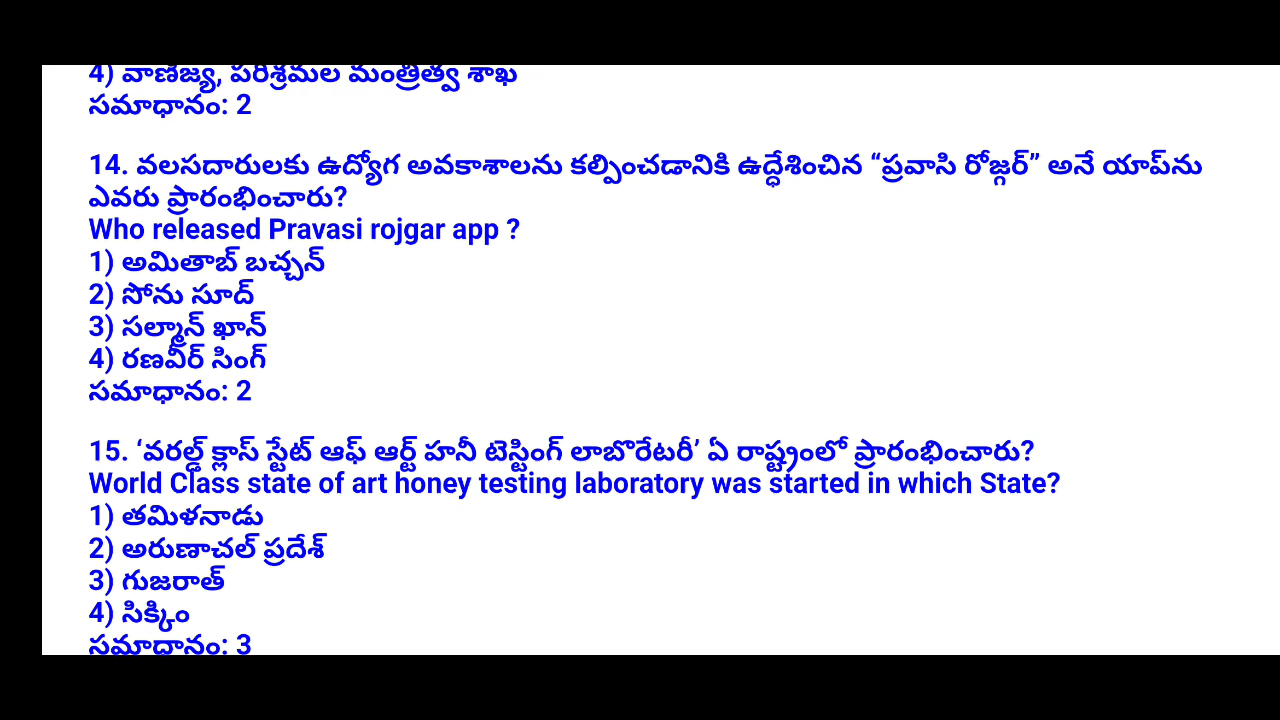 4) వాణిజ్య, పరిశ్రమల మంత్రిత్వ శాఖ
సమాధానం: 2
14. వలసదారులకు ఉద్యోగ అవకాశాలను కల్పించడానికి ఉద్ధేశించిన “ప్రవాసి రోజ్గర్” అనే యాప్‌ను
ఎవరు ప్రారంభించారు?
Who released Pravasi rojgar app ?
1) అమితాబ్ బచ్చన్
2) సోను సూద్
3) సల్మాన్ ఖాన్
4) రణవీర్ సింగ్
సమాధానం: 2
15. ‘వరల్డ్ క్లాస్ స్టేట్ ఆఫ్ ఆర్ట్ హనీ టెస్టింగ్ లాబొరేటరీ’ ఏ రాష్ట్రంలో ప్రారంభించారు?
World Class state of art honey testing laboratory was started in which State?
1) తమిళనాడు
2) అరుణాచల్ ప్రదేశ్
3) గుజరాత్
4) సిక్కిం
సమాధానం: 3